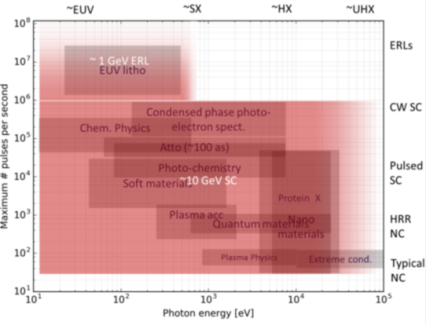 ~EUV ~SX ~HX ~UHX
10^8
ERLs
10^7
~ 1 GeV ERL
EUV litho
10^6
CW SC
Condensed phase photo-
electron spect.
Chem. Physics
10^5
Atto (~100 as)
Pulsed
SC
Photo-chemistry
10^4
Soft materials
~10 GeV SC
Protein X
10^3
Plasma acc
Quantum materials
Nano
materials
HRR
NC
10^2
Plasma Physics
Extreme cond.
Typical
NC
10^1
10^1 10^2 10^3 10^4 10^5
Photon energy [eV]
Maximum # pulses per second